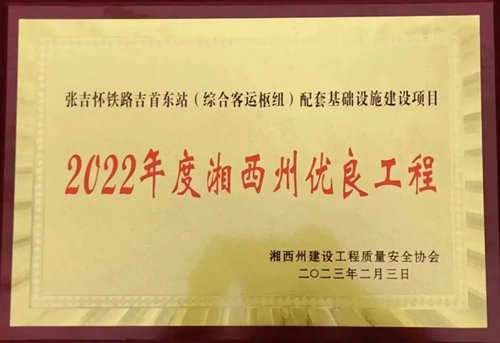 张吉怀铁路吉首东站（综合客运枢纽）配套基础设施建设项目
2022年度湘西州优良工程
湘西州建设工程质量安全协会
二〇二三年二月三日